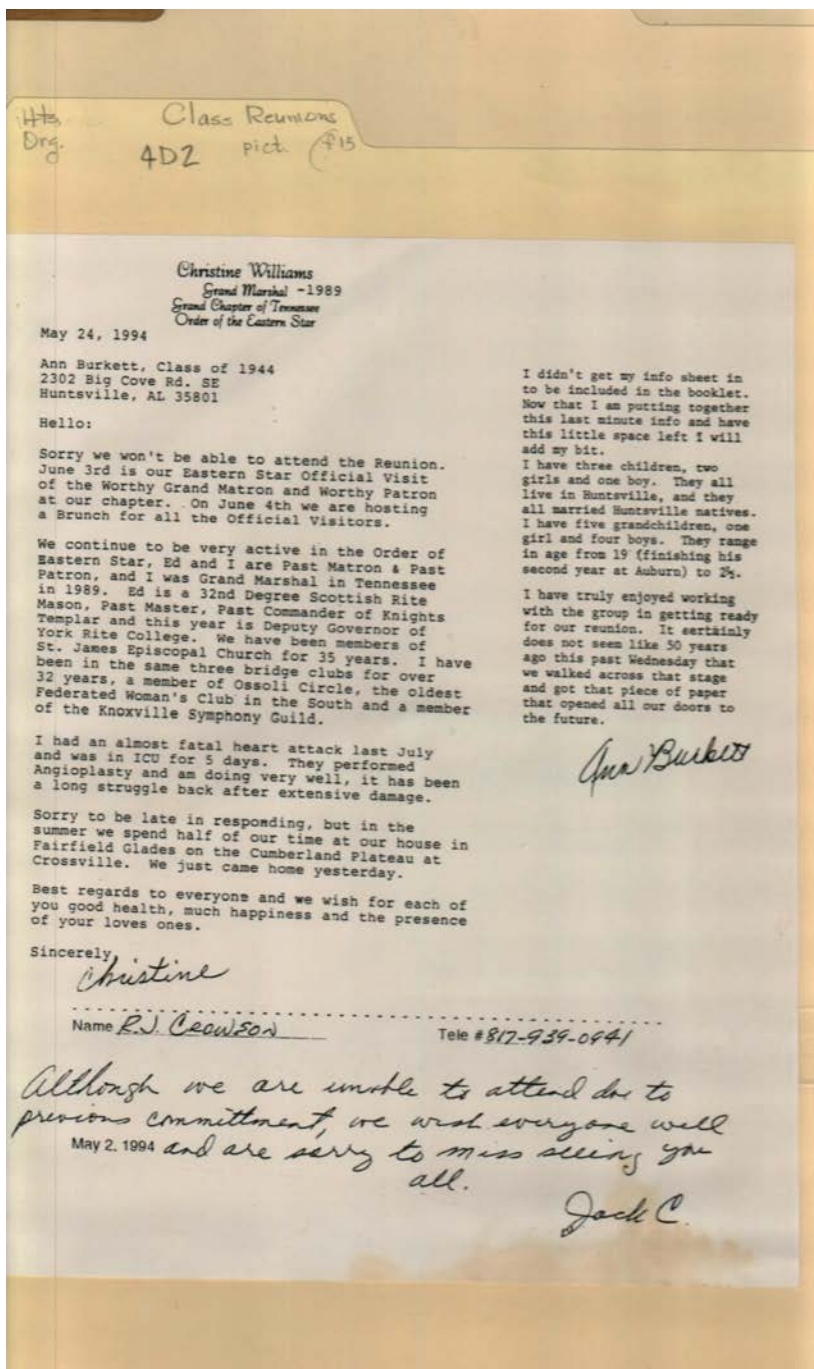 Hts. Class Reunions
Org. 4D2 pict. f15
Christine Williams
Grand Marshal -1989
Grand Chapter of Tennessee
Order of the Eastern Star
May 24, 1994
Ann Burkett, Class of 1944
2302 Big Cove Rd. SE
Huntsville, AL 35801
Hello:
Sorry we won't be able to attend the Reunion.
June 3rd is our Eastern Star Official Visit
of the Worthy Grand Matron and Worthy Patron
at our chapter. On June 4th we are hosting
a Brunch for all the Official Visitors.
We continue to be very active in the Order of
Eastern Star, Ed and I are Past Matron & Past
Patron, and I was Grand Marshal in Tennessee
in 1989. Ed is a 32nd Degree Scottish Rite
Mason, Past Master, Past Commander of Knights
Templar and this year is Deputy Governor of
York Rite College. We have been members of
St. James Episcopal Church for 35 years. I have
been in the same three bridge clubs for over
32 years, a member of Ossoli Circle, the oldest
Federated Woman's Club in the South and a member
of the Knoxville Symphony Guild.
I had an almost fatal heart attack last July
and was in ICU for 5 days. They performed
Angioplasty and am doing very well, it has been
a long struggle back after extensive damage.
Sorry to be late in responding, but in the
summer we spend half of our time at our house in
Fairfield Glades on the Cumberland Plateau at
Crossville. We just came home yesterday.
Best regards to everyone and we wish for each of
you good health, much happiness and the presence
of your loves ones.
Sincerely,
Christine
I didn't get my info sheet in
to be included in the booklet.
Now that I am putting together
this last minute info and have
this little space left I will
add my bit.
I have three children, two
girls and one boy. They all
live in Huntsville, and they
all married Huntsville natives.
I have five grandchildren, one
girl and four boys. They range
in age from 19 (finishing his
second year at Auburn) to 2½.
I have truly enjoyed working
with the group in getting ready
for our reunion. It certainly
does not seem like 50 years
ago this past Wednesday that
we walked across that stage
and got that piece of paper
that opened all our doors to
the future.
Ann Burkett
Name R.J. Crowson Tele # 817-939-0941
Although we are unable to attend due to
previous committment, we wish everyone well
May 2, 1994 and are sorry to miss seeing you
all.
Jack C.